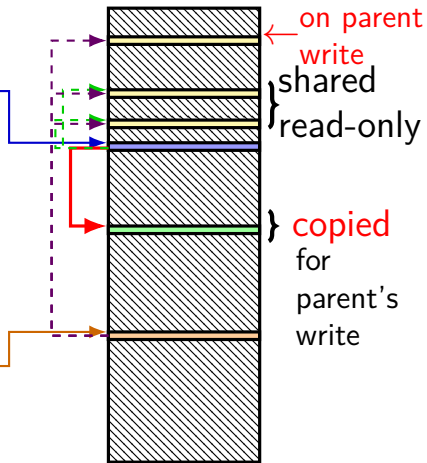 on parent
write
shared
read-only
copied
for
parent's
write